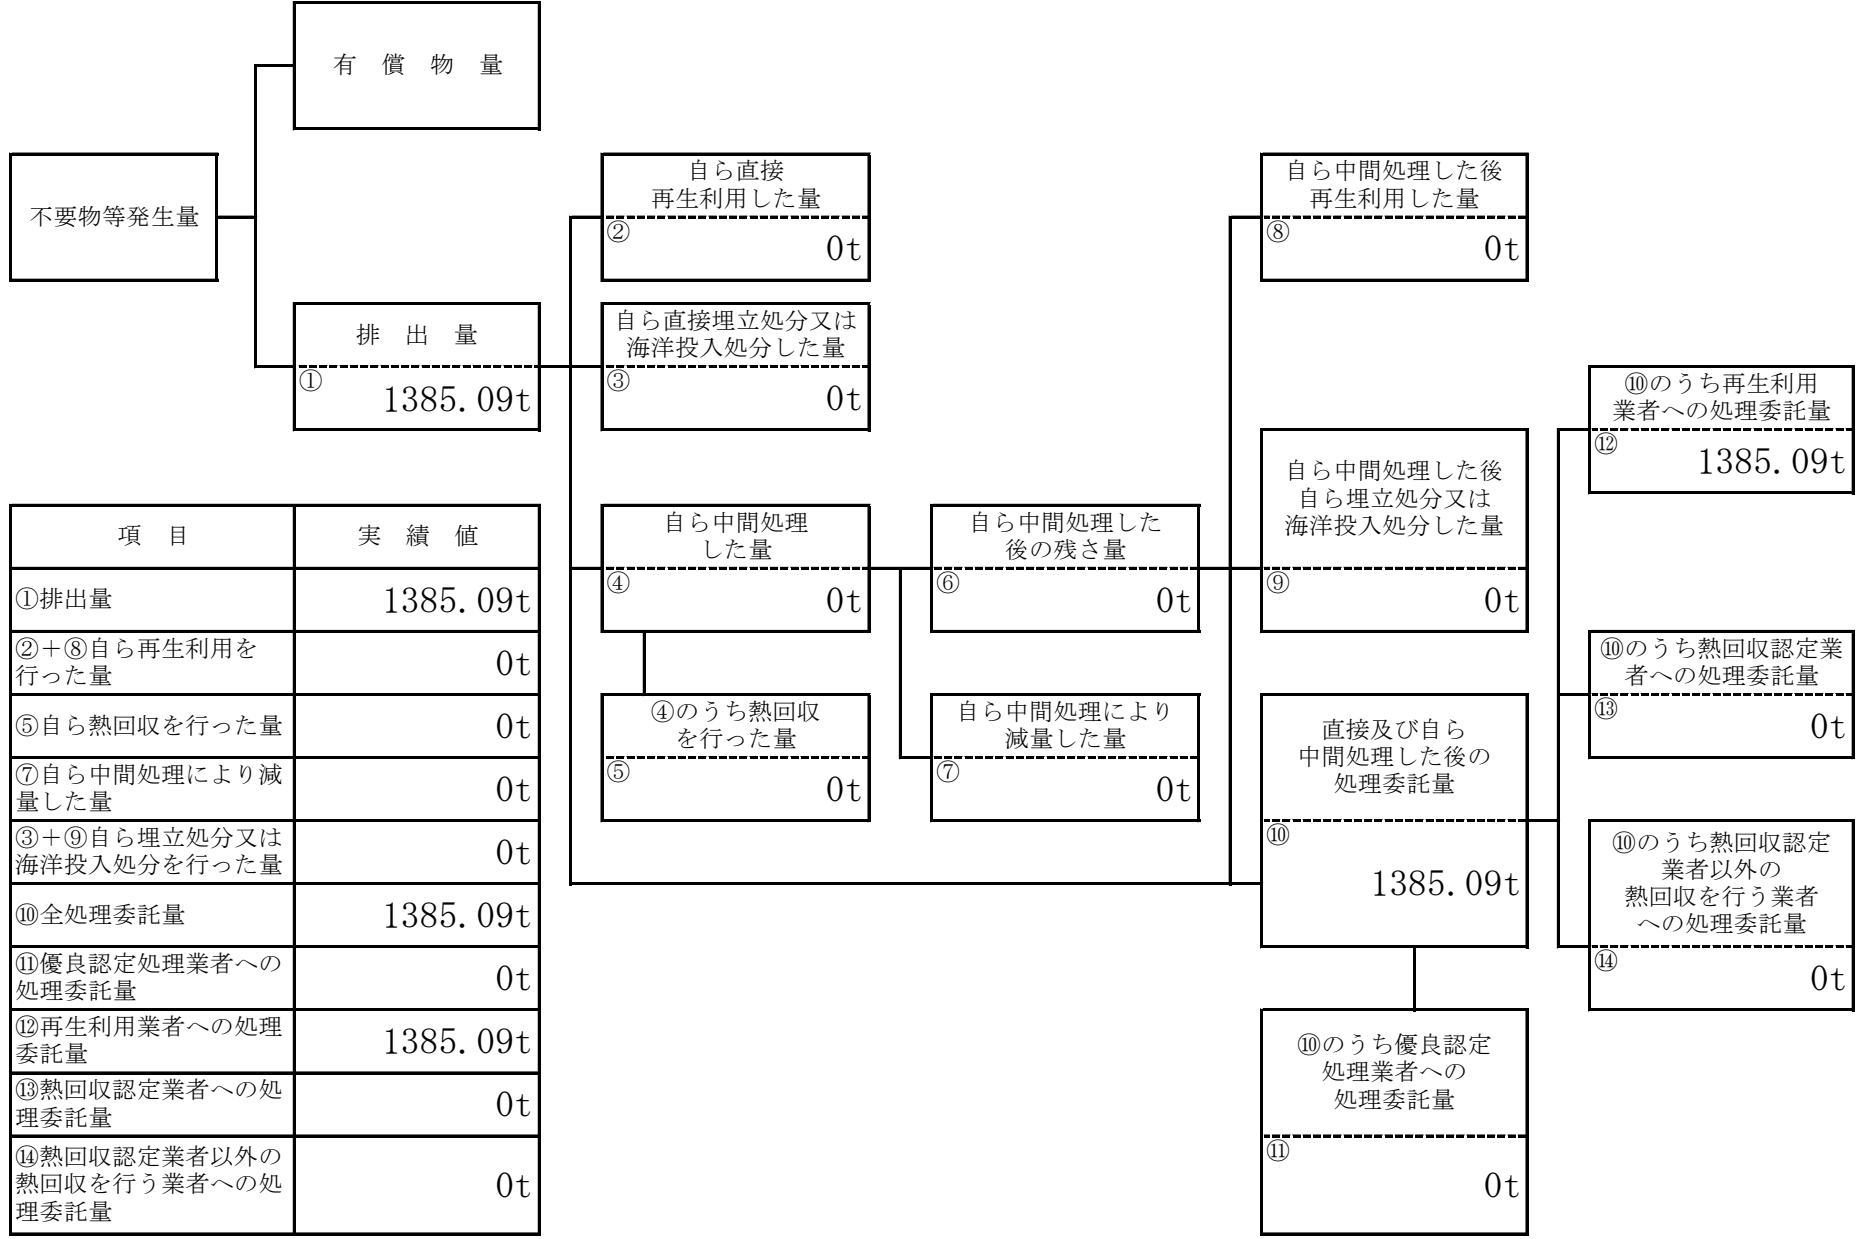 有　償　物　量
不要物等発生量
排　出　量
①
1385.09t
自ら直接
再生利用した量
②
0t
自ら直接埋立処分又は
海洋投入処分した量
③
0t
自ら中間処理
した量
④
0t
④のうち熱回収
を行った量
⑤
0t
自ら中間処理した
後の残さ量
⑥
0t
自ら中間処理により
減量した量
⑦
0t
自ら中間処理した後
再生利用した量
⑧
0t
自ら中間処理した後
自ら埋立処分又は
海洋投入処分した量
⑨
0t
直接及び自ら
中間処理した後の
処理委託量
⑩
1385.09t
⑩のうち優良認定
処理業者への
処理委託量
⑪
0t
⑩のうち再生利用
業者への処理委託量
⑫
1385.09t
⑩のうち熱回収認定業
者への処理委託量
⑬
0t
⑩のうち熱回収認定
業者以外の
熱回収を行う業者
への処理委託量
⑭
0t
項　目
実　績　値
①排出量
1385.09t
②＋⑧自ら再生利用を
行った量
0t
⑤自ら熱回収を行った量
0t
⑦自ら中間処理により減
量した量
0t
③＋⑨自ら埋立処分又は
海洋投入処分を行った量
0t
⑩全処理委託量
1385.09t
⑪優良認定処理業者への
処理委託量
0t
⑫再生利用業者への処理
委託量
1385.09t
⑬熱回収認定業者への処
理委託量
0t
⑭熱回収認定業者以外の
熱回収を行う業者への処
理委託量
0t